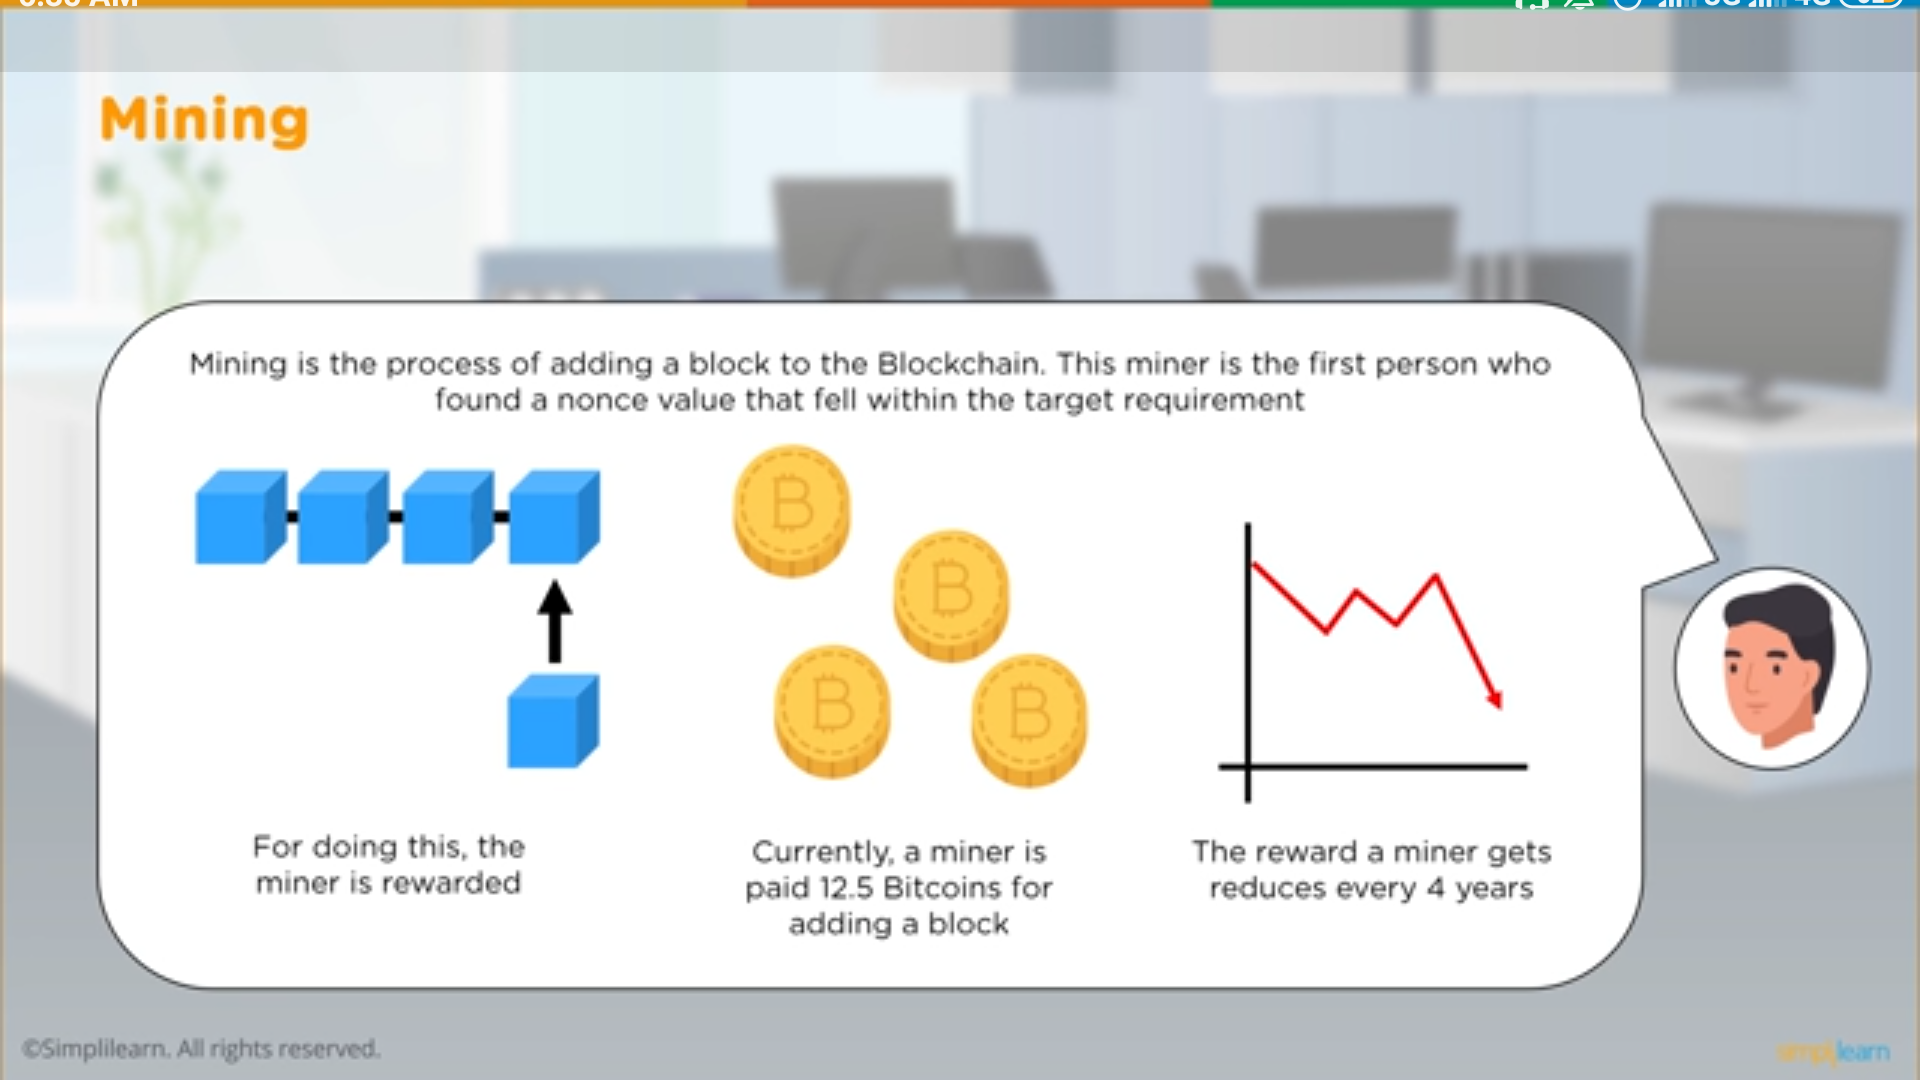 Mining
Mining is the process of adding a block to the Blockchain. This miner is the first person who
found a nonce value that fell within the target requirement
For doing this, the
miner is rewarded
Currently, a miner is
paid 12.5 Bitcoins for
adding a block
The reward a miner gets
reduces every 4 years
©Simplilearn. All rights reserved.
simplilearn